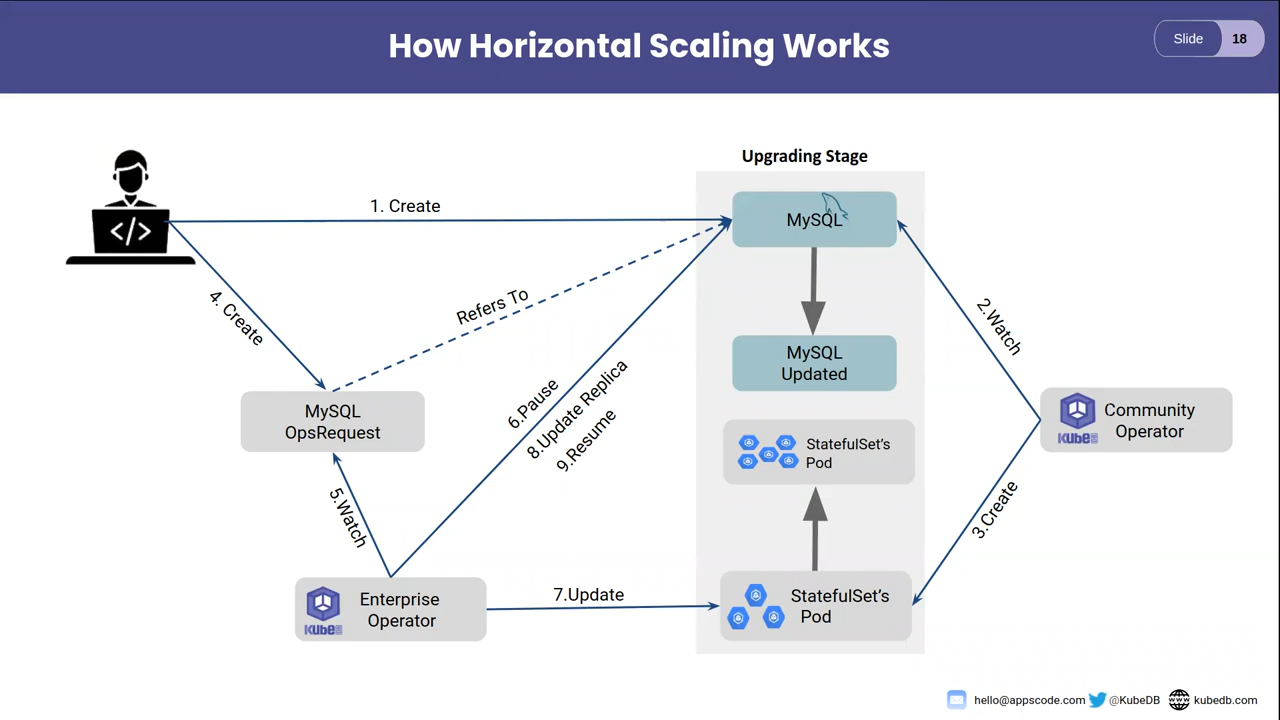 How Horizontal Scaling Works
Slide 18
Upgrading Stage
1. Create
MySQL
4. Create
Refers To
2.Watch
MySQL
Updated
MySQL
OpsRequest
6.Pause
8.Update Replica
9.Resume
Community
Operator
KubeDB
StatefulSet's
Pod
5.Watch
3.Create
Enterprise
Operator
KubeDB
7.Update
StatefulSet's
Pod
hello@appscode.com @KubeDB kubedb.com